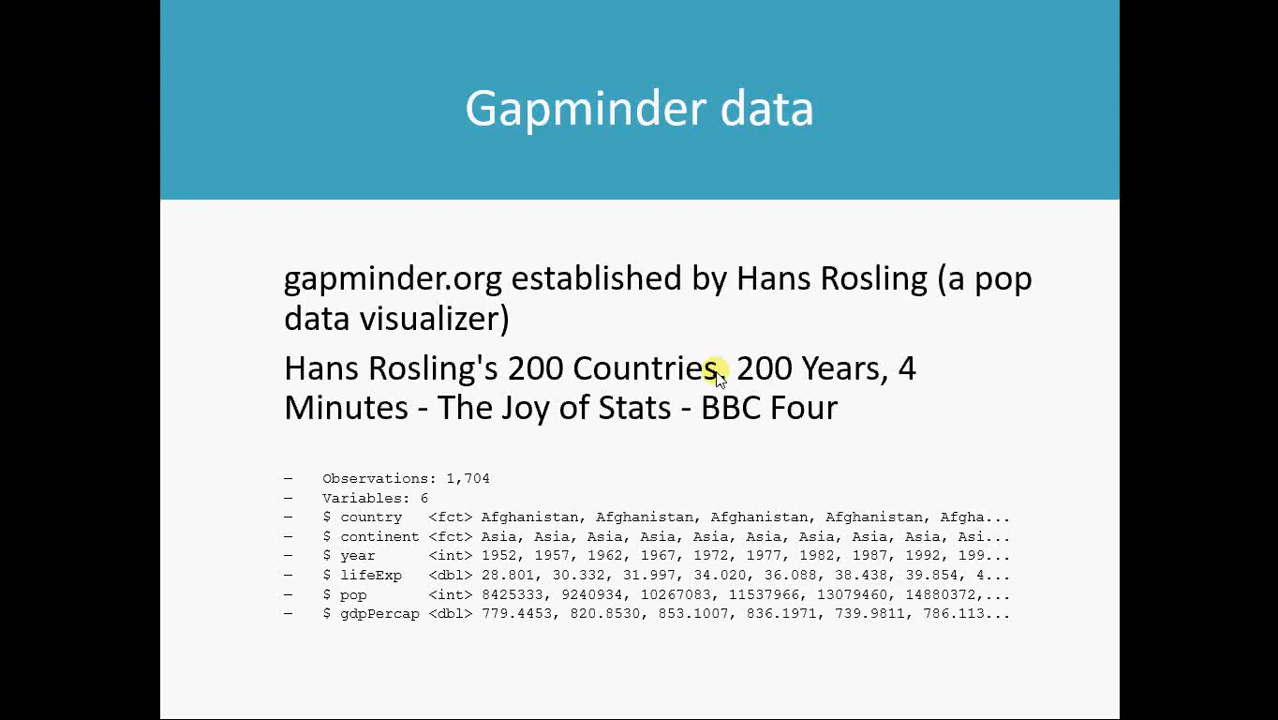 Gapminder data
gapminder.org established by Hans Rosling (a pop
data visualizer)
Hans Rosling's 200 Countries, 200 Years, 4
Minutes - The Joy of Stats - BBC Four
– Observations: 1,704
– Variables: 6
– $ country <fct> Afghanistan, Afghanistan, Afghanistan, Afghanistan, Afgha...
– $ continent <fct> Asia, Asia, Asia, Asia, Asia, Asia, Asia, Asia, Asia, Asi...
– $ year <int> 1952, 1957, 1962, 1967, 1972, 1977, 1982, 1987, 1992, 199...
– $ lifeExp <dbl> 28.801, 30.332, 31.997, 34.020, 36.088, 38.438, 39.854, 4...
– $ pop <int> 8425333, 9240934, 10267083, 11537966, 13079460, 14880372,...
– $ gdpPercap <dbl> 779.4453, 820.8530, 853.1007, 836.1971, 739.9811, 786.113...